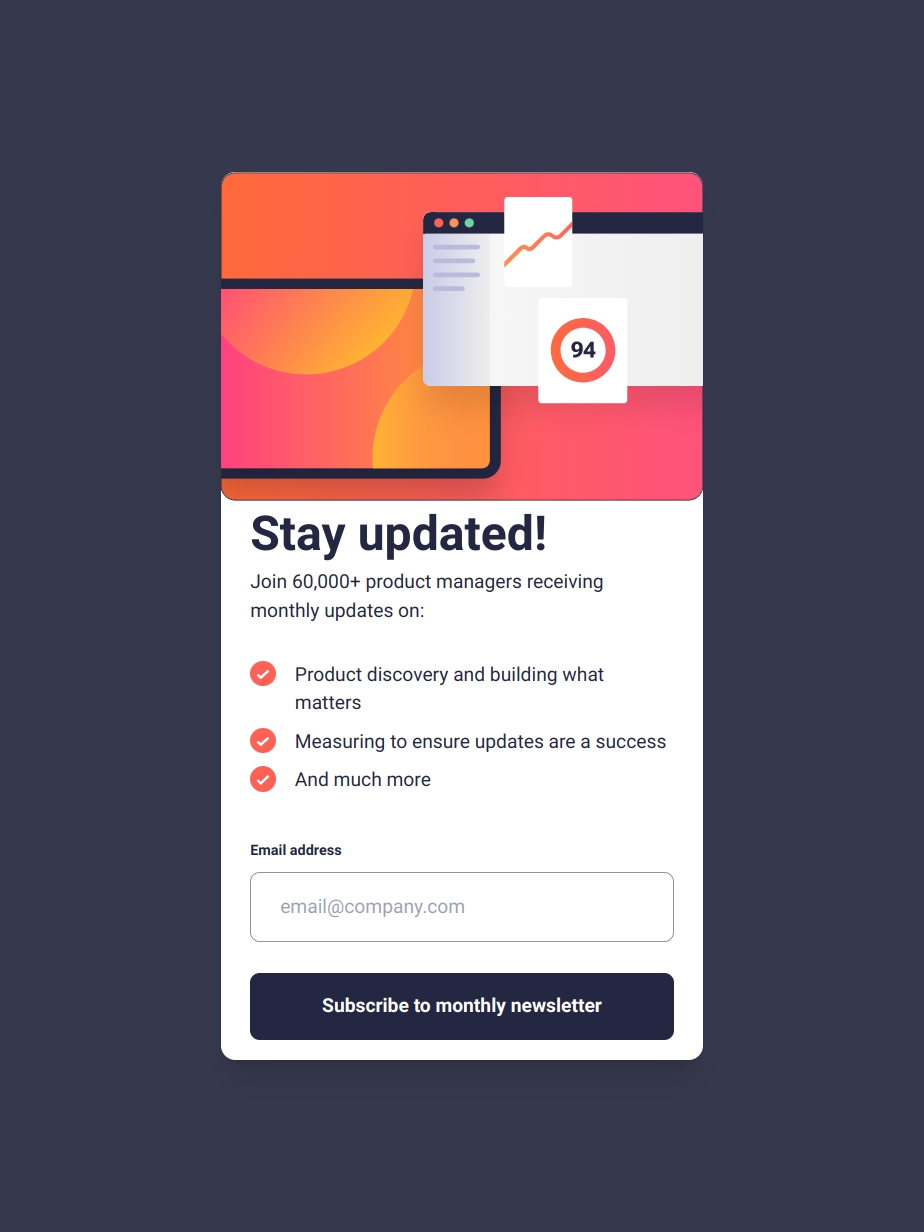 94
Stay updated!
Join 60,000+ product managers receiving
monthly updates on:
Product discovery and building what
matters
Measuring to ensure updates are a success
And much more
Email address
email@company.com
Subscribe to monthly newsletter